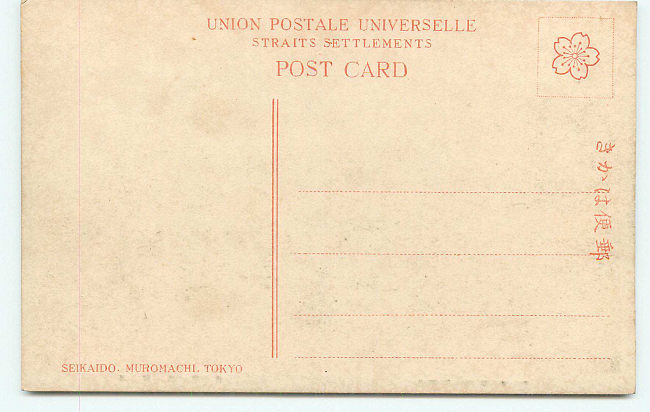 UNION POSTALE UNIVERSELLE
STRAITS SETTLEMENTS
POST CARD
きかは便郵
SEIKAIDO. MUROMACHI, TOKYO